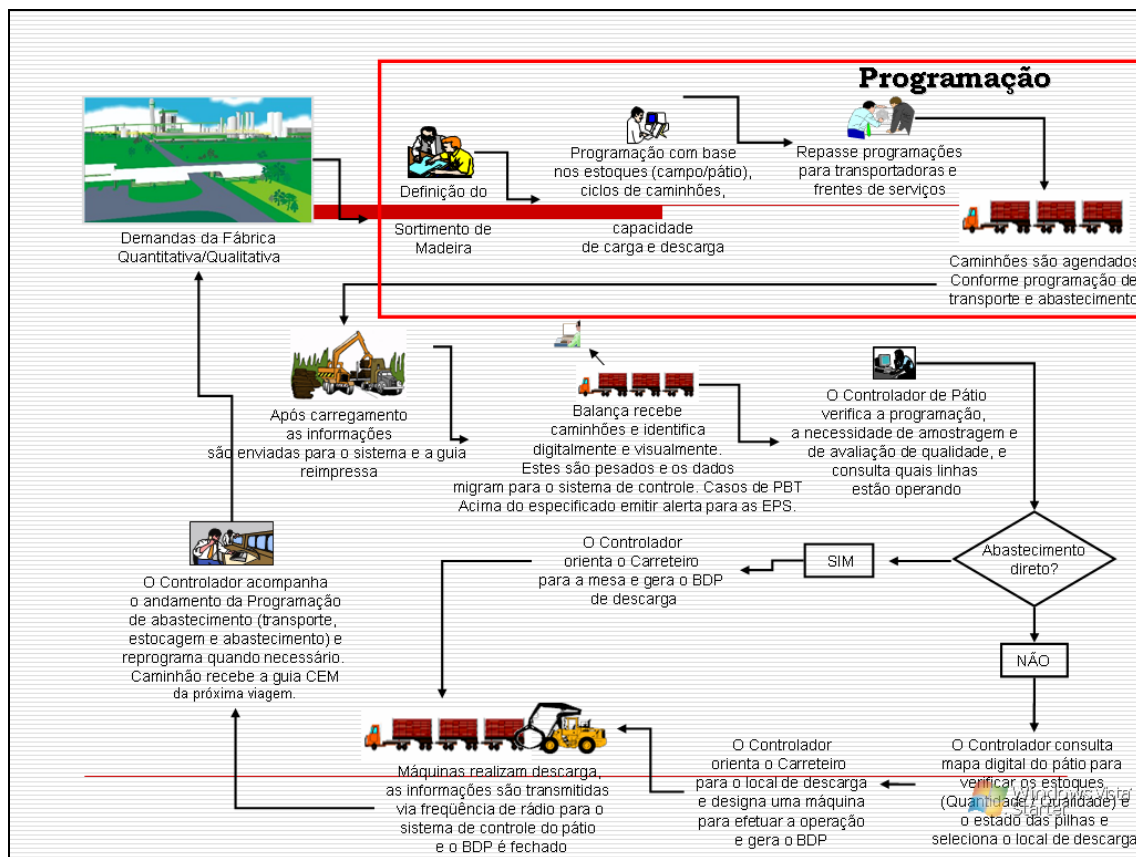 Programação
Demandas da Fábrica
Quantitativa/Qualitativa
Definição do
Sortimento de
Madeira
Programação com base
nos estoques (campo/pátio),
ciclos de caminhões,
capacidade
de carga e descarga
Repasse programações
para transportadoras e
frentes de serviços
Caminhões são agendados
Conforme programação de
transporte e abastecimento
Após carregamento
as informações
são enviadas para o sistema e a guia
reimpressa
Balança recebe
caminhões e identifica
digitalmente e visualmente.
Estes são pesados e os dados
migram para o sistema de controle. Casos de PBT
Acima do especificado emitir alerta para as EPS.
O Controlador de Pátio
verifica a programação,
a necessidade de amostragem e
de avaliação de qualidade, e
consulta quais linhas
estão operando
Abastecimento
direto?
SIM
O Controlador
orienta o Carreteiro
para a mesa e gera o BDP
de descarga
NÃO
O Controlador consulta
mapa digital do pátio para
verificar os estoques
(Quantidade / Qualidade) e
o estado das pilhas e
seleciona o local de descarga
O Controlador
orienta o Carreteiro
para o local de descarga
e designa uma máquina
para efetuar a operação
e gera o BDP
Máquinas realizam descarga,
as informações são transmitidas
via freqüência de rádio para o
sistema de controle do pátio
e o BDP é fechado
O Controlador acompanha
o andamento da Programação
de abastecimento (transporte,
estocagem e abastecimento) e
reprograma quando necessário.
Caminhão recebe a guia CEM
da próxima viagem.
Windows Vista
Starter